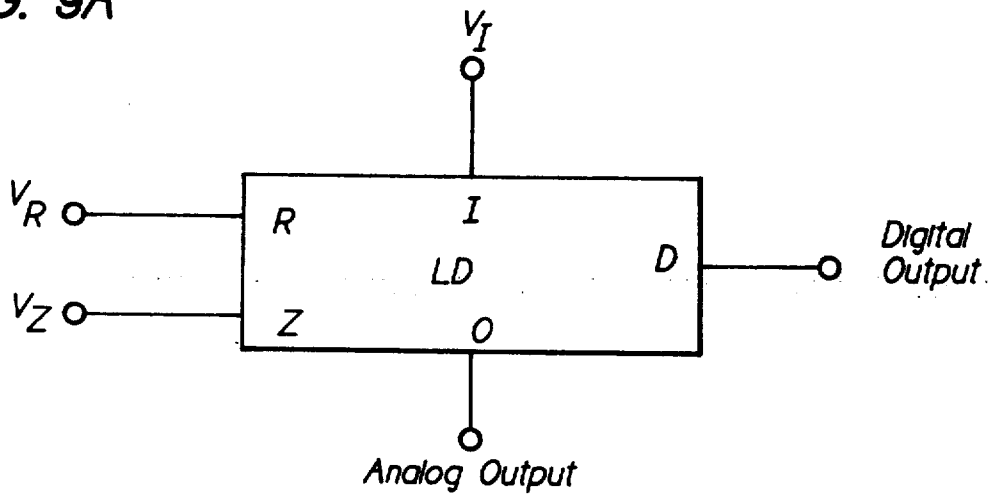 G. 9A
V_I
V_R
R
I
Digital
Output
LD
D
V_Z
Z
O
Analog Output